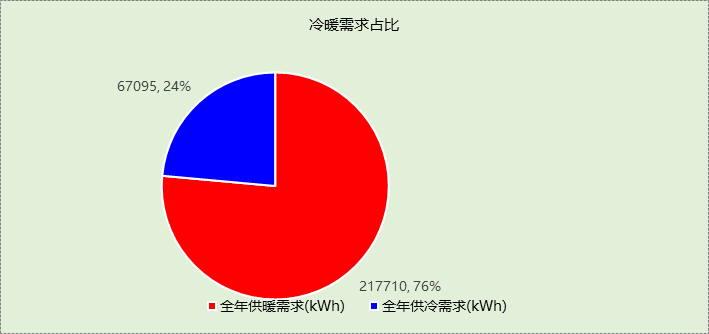 冷暖需求占比
67095, 24%
217710, 76%
全年供暖需求(kWh)
全年供冷需求(kWh)